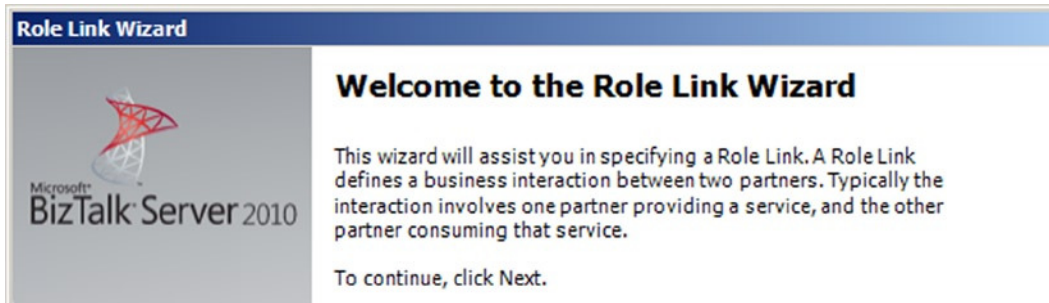 Role Link Wizard
Welcome to the Role Link Wizard
This wizard will assist you in specifying a Role Link. A Role Link
defines a business interaction between two partners. Typically the
interaction involves one partner providing a service, and the other
partner consuming that service.
To continue, click Next.
Microsoft®
BizTalk® Server 2010